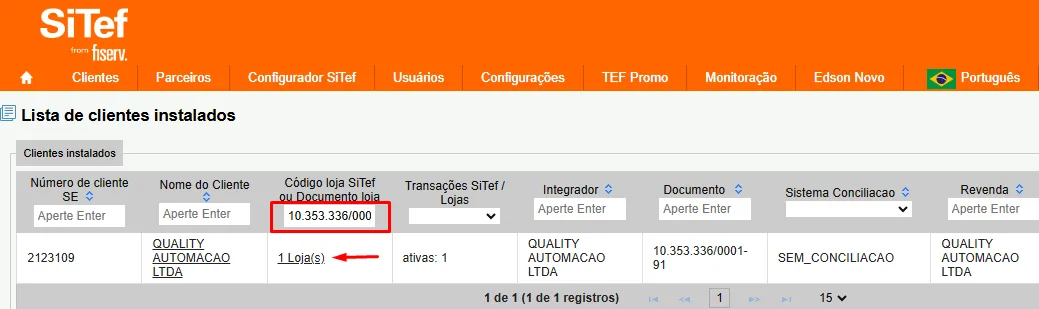 SiTef
from fiserv.
Clientes Parceiros Configurador SiTef Usuários Configurações TEF Promo Monitoração Edson Novo Português
Lista de clientes instalados
Clientes instalados
Número de cliente SE
Nome do Cliente
Código loja SiTef ou Documento loja
Transações SiTef / Lojas
Integrador
Documento
Sistema Conciliacao
Revenda
Aperte Enter Aperte Enter 10.353.336/000 Aperte Enter Aperte Enter Aperte Enter
2123109
QUALITY AUTOMACAO LTDA
1 Loja(s)
ativas: 1
QUALITY AUTOMACAO LTDA
10.353.336/0001-91
SEM_CONCILIACAO
QUALITY AUTOMACAO LTDA
1 de 1 (1 de 1 registros) 1 15